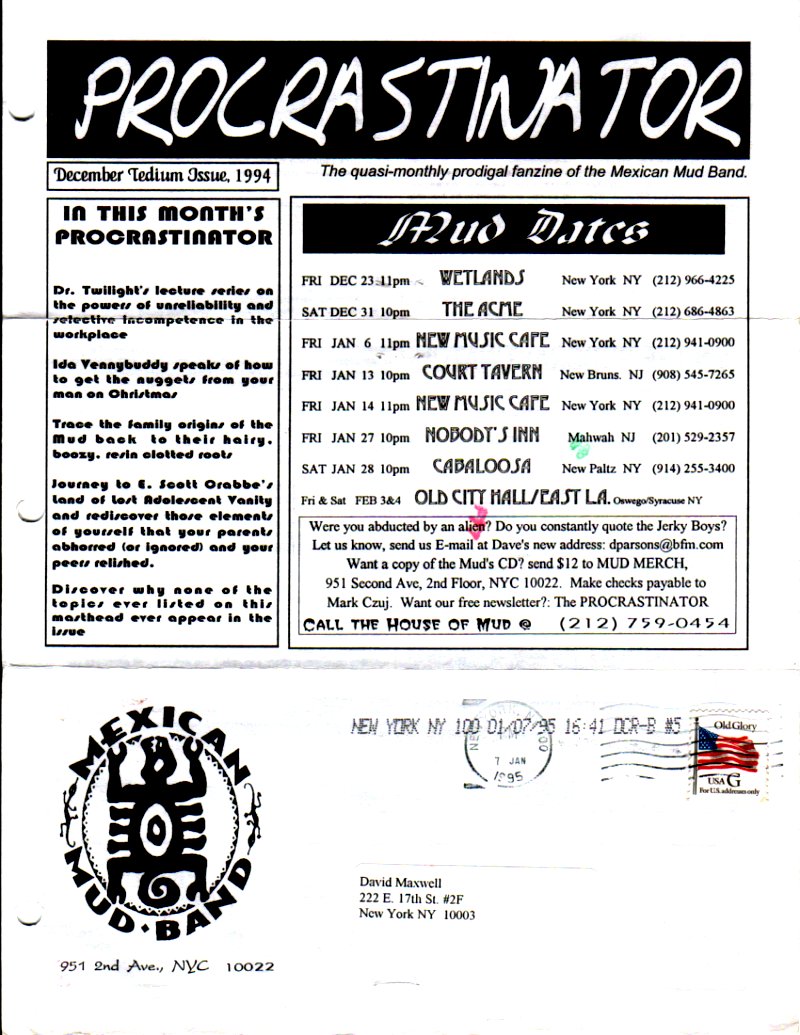 PROCRASTINATOR
December Tedium Issue, 1994
The quasi-monthly prodigal fanzine of the Mexican Mud Band.
IN THIS MONTH'S
PROCRASTINATOR
Dr. Twilight's lecture series on
the powers of unreliability and
selective incompetence in the
workplace
Ida Vennybuddy speaks of how
to get the nuggets from your
man on Christmas
Trace the family origins of the
Mud back to their hairy,
boozy, resin clotted roots
Journey to E. Scott Orabbe's
Land of Lost Adolescent Vanity
and rediscover those elements
of yourself that your parents
abhorred (or ignored) and your
peers relished.
Discover why none of the
topics ever listed on this
masthead ever appear in the
issue
Mud Dates
FRI DEC 23 11pm WETLANDS New York NY (212) 966-4225
SAT DEC 31 10pm THE ACME New York NY (212) 686-4863
FRI JAN 6 11pm NEW MUSIC CAFE New York NY (212) 941-0900
FRI JAN 13 10pm COURT TAVERN New Bruns. NJ (908) 545-7265
FRI JAN 14 11pm NEW MUSIC CAFE New York NY (212) 941-0900
FRI JAN 27 10pm NOBODY'S INN Mahwah NJ (201) 529-2357
SAT JAN 28 10pm CABALOOSA New Paltz NY (914) 255-3400
Fri & Sat FEB 3&4 OLD CITY HALL/EAST L.A. Oswego/Syracuse NY
Were you abducted by an alien? Do you constantly quote the Jerky Boys?
Let us know, send us E-mail at Dave's new address: dparsons@bfm.com
Want a copy of the Mud's CD? send $12 to MUD MERCH,
951 Second Ave, 2nd Floor, NYC 10022. Make checks payable to
Mark Czuj. Want our free newsletter?: The PROCRASTINATOR
CALL THE HOUSE OF MUD @ (212) 759-0454
MEXICAN
MUD · BAND
951 2nd Ave., NYC 10022
NEW YORK NY 100 01/07/95 16:41 DCR-B #5
7 JAN
1995
Old Glory
USA G
For U.S. addresses only
David Maxwell
222 E. 17th St. #2F
New York NY 10003